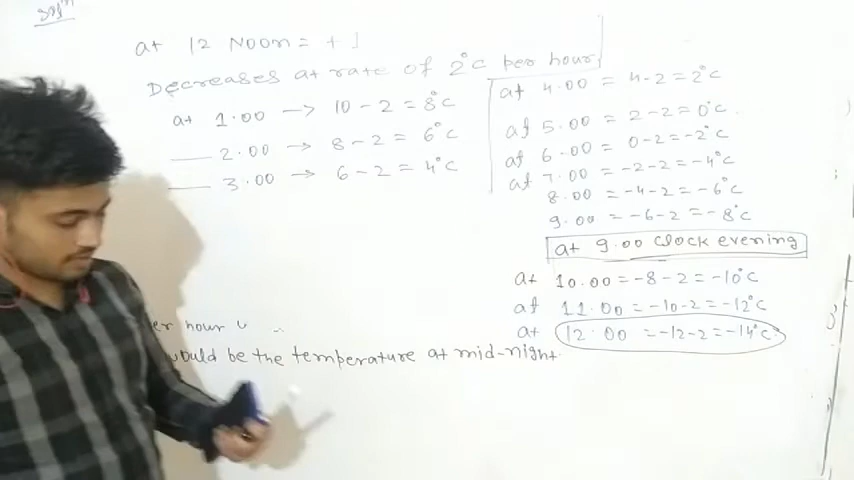 Solⁿ
at 12 Noon = + 1
Decreases at rate of 2°c per hour
at 1.00 → 10 - 2 = 8°c
2.00 → 8 - 2 = 6°c
3.00 → 6 - 2 = 4°c
at 4.00 = 4-2 = 2°c
at 5.00 = 2-2 = 0°c
at 6.00 = 0-2 = -2°c
at 7.00 = -2-2 = -4°c
8.00 = -4-2 = -6°c
9.00 = -6-2 = -8°c
at 9.00 clock evening
at 10.00 = -8-2 = -10°c
at 11.00 = -10-2 = -12°c
at 12.00 = -12-2 = -14°c
er hour
would be the temperature at mid-night